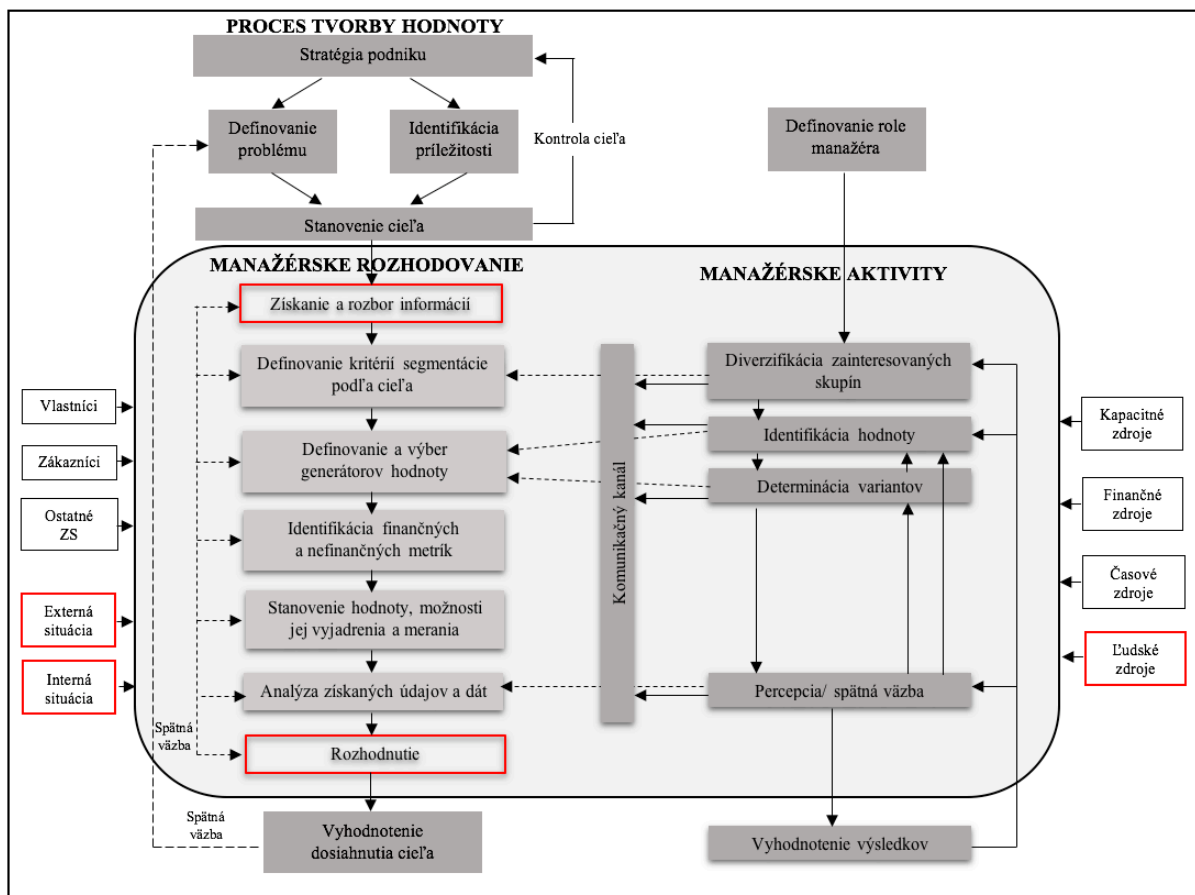 PROCES TVORBY HODNOTY
Stratégia podniku
Definovanie
problému
Identifikácia
príležitosti
Kontrola cieľa
Definovanie role
manažéra
Stanovenie cieľa
MANAŽÉRSKE ROZHODOVANIE
MANAŽÉRSKE AKTIVITY
Získanie a rozbor informácií
Definovanie kritérií segmentácie
podľa cieľa
Definovanie a výber
generátorov hodnoty
Identifikácia finančných
a nefinančných metrík
Stanovenie hodnoty, možnosti
jej vyjadrenia a merania
Analýza získaných údajov a dát
Rozhodnutie
Komunikačný kanál
Diverzifikácia zainteresovaných
skupín
Identifikácia hodnoty
Determinácia variantov
Percepcia/ spätná väzba
Vlastníci
Zákazníci
Ostatné
ZS
Externá
situácia
Interná
situácia
Kapacitné
zdroje
Finančné
zdroje
Časové
zdroje
Ľudské
zdroje
Spätná
väzba
Spätná
väzba
Vyhodnotenie
dosiahnutia cieľa
Vyhodnotenie výsledkov